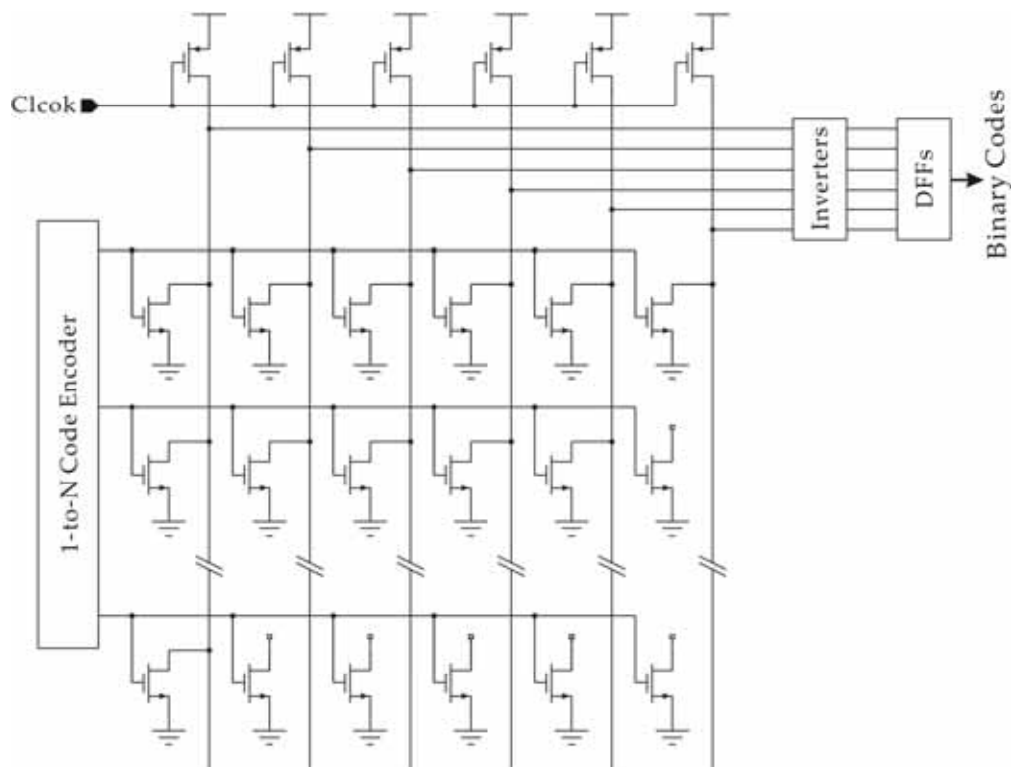 Clcok
Inverters
DFFs
Binary Codes
1-to-N Code Encoder